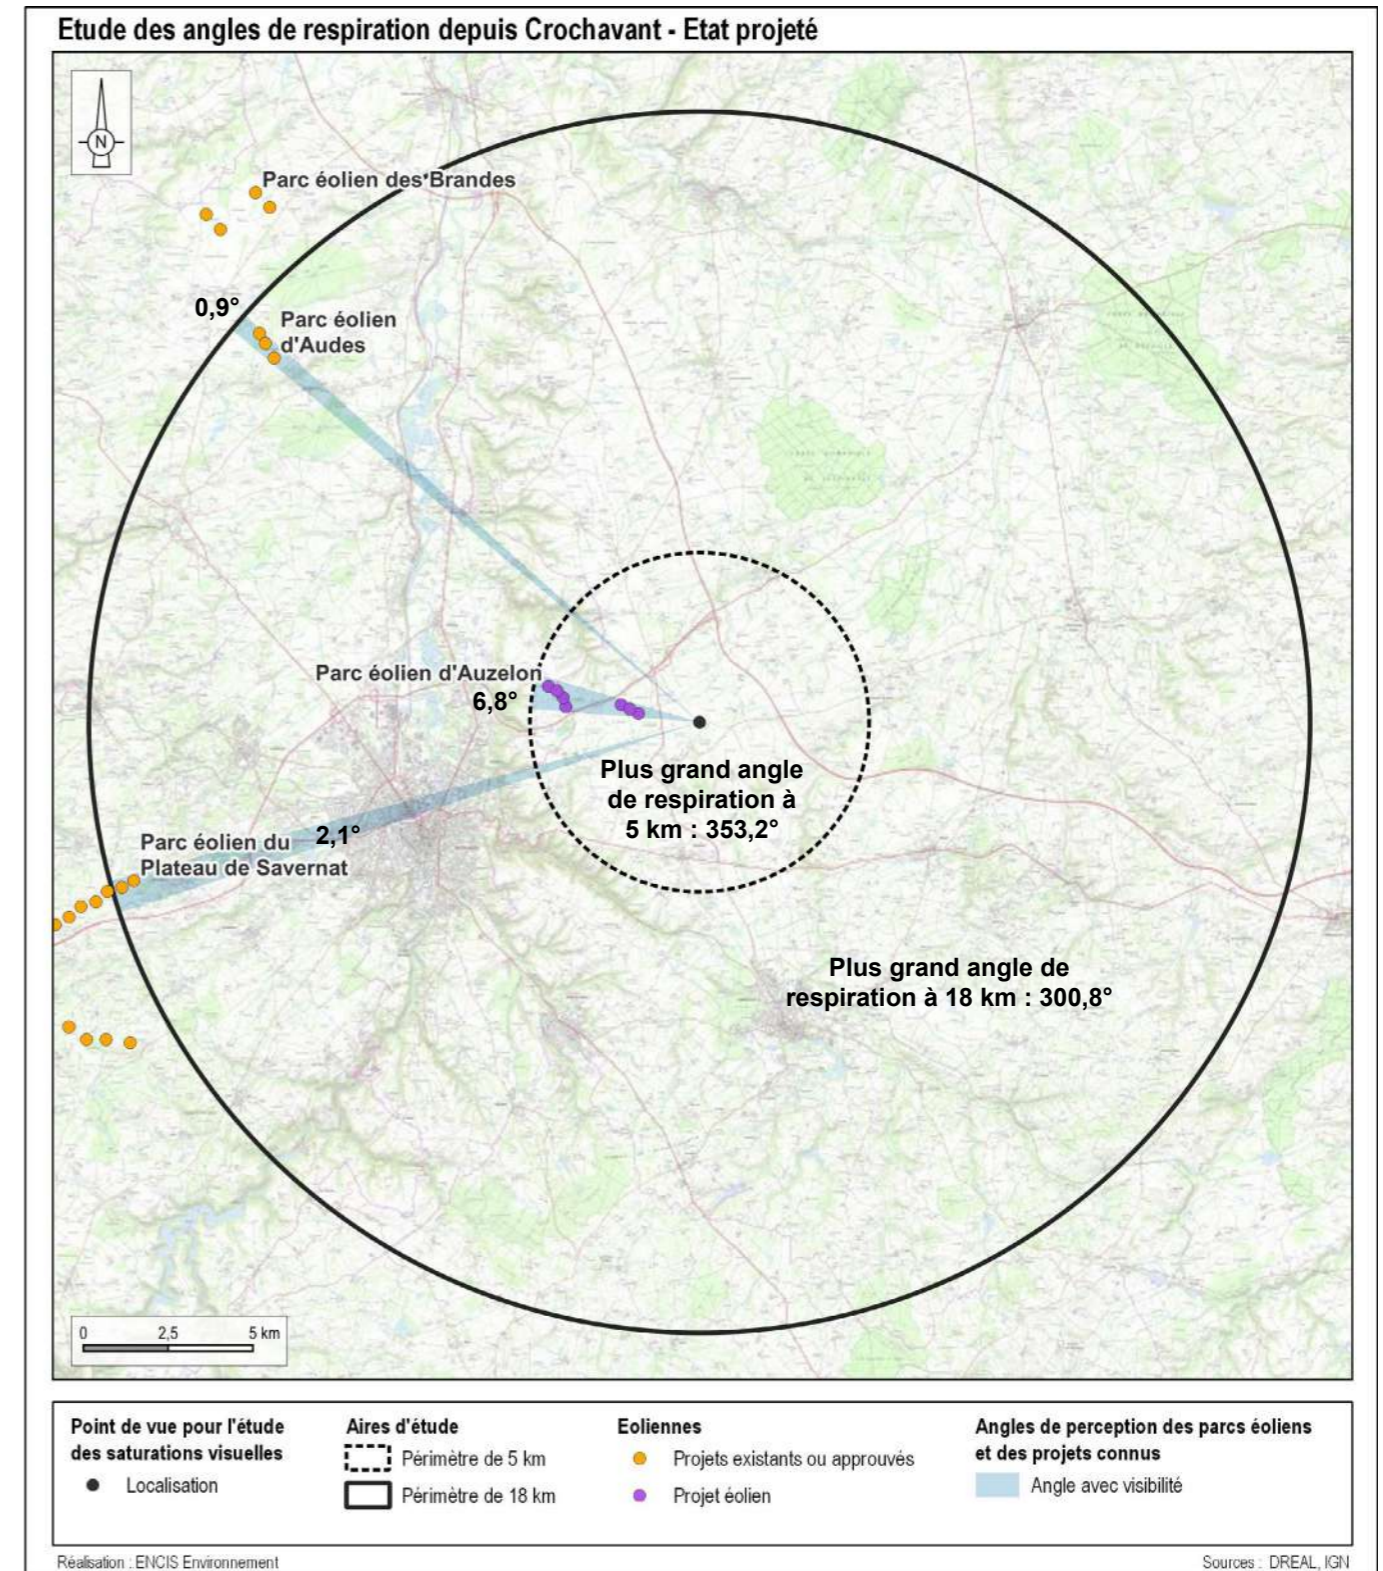 Etude des angles de respiration depuis Crochavant - Etat projeté
N
Parc éolien des Brandes
0,9°
Parc éolien
d'Audes
Parc éolien d'Auzelon
6,8°
Plus grand angle
de respiration à
5 km : 353,2°
Parc éolien du
Plateau de Savernat
2,1°
Plus grand angle de
respiration à 18 km : 300,8°
0 2,5 5 km
Point de vue pour l'étude
des saturations visuelles
Localisation
Aires d'étude
Périmètre de 5 km
Périmètre de 18 km
Eoliennes
Projets existants ou approuvés
Projet éolien
Angles de perception des parcs éoliens
et des projets connus
Angle avec visibilité
Réalisation : ENCIS Environnement
Sources : DREAL, IGN